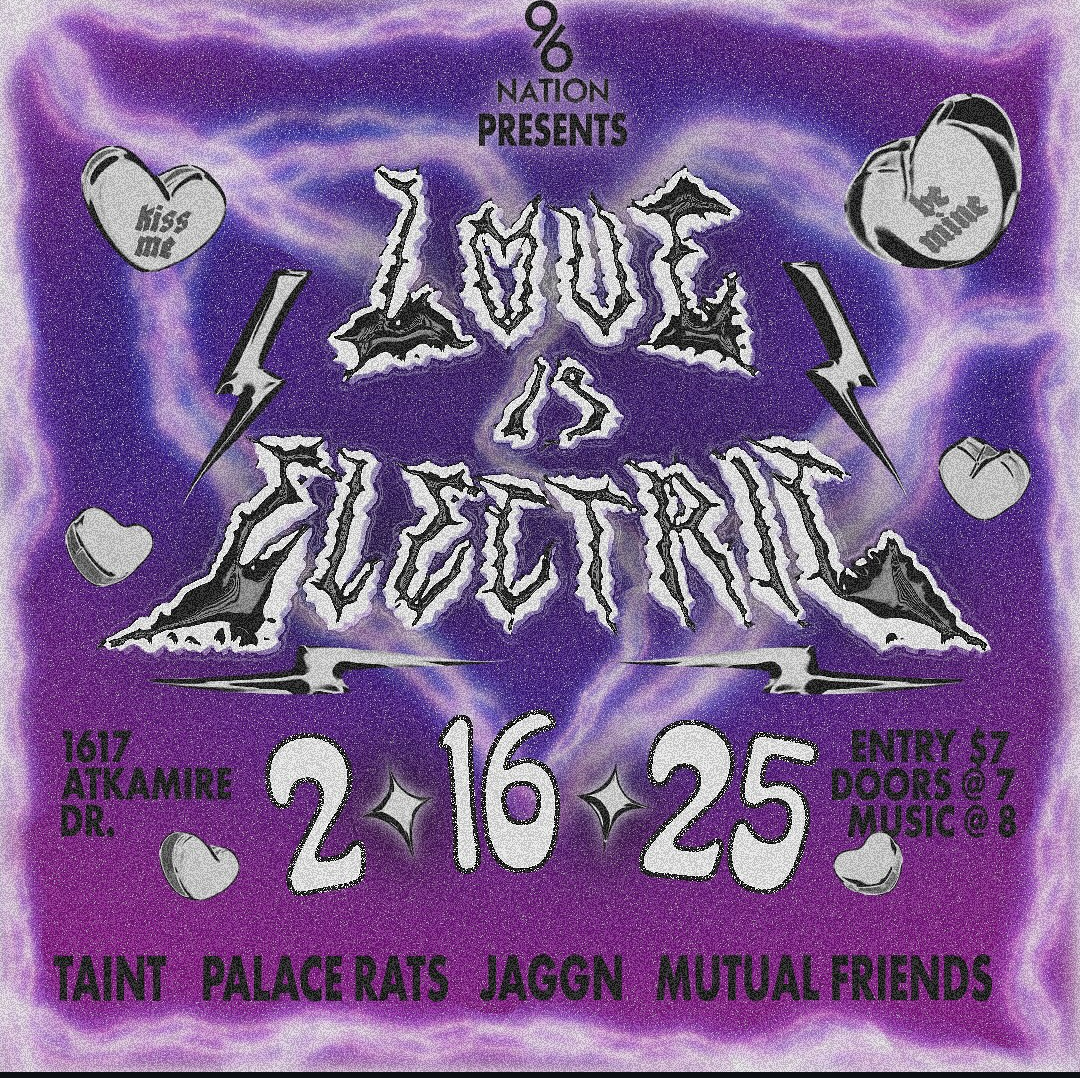 96
NATION
PRESENTS
kiss
me
be
mine
LOVE
IS
ELECTRIC
1617
ATKAMIRE
DR.
2 16 25
ENTRY $7
DOORS @ 7
MUSIC @ 8
TAINT PALACE RATS JAGGN MUTUAL FRIENDS